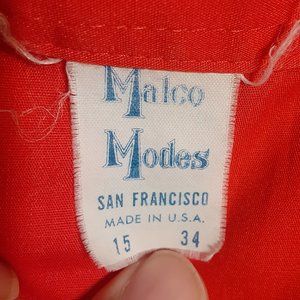 Malco
Modes
SAN FRANCISCO
MADE IN U.S.A.
15 34